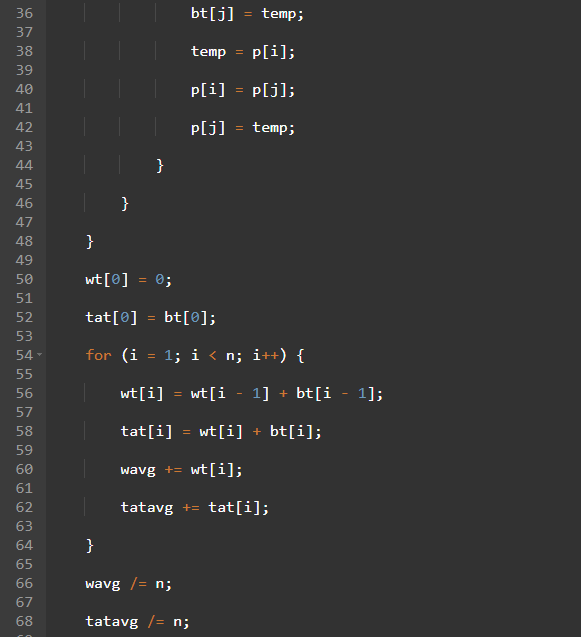 36 bt[j] = temp;
37
38 temp = p[i];
39
40 p[i] = p[j];
41
42 p[j] = temp;
43
44 }
45
46 }
47
48 }
49
50 wt[0] = 0;
51
52 tat[0] = bt[0];
53
54 for (i = 1; i < n; i++) {
55
56 wt[i] = wt[i - 1] + bt[i - 1];
57
58 tat[i] = wt[i] + bt[i];
59
60 wavg += wt[i];
61
62 tatavg += tat[i];
63
64 }
65
66 wavg /= n;
67
68 tatavg /= n;